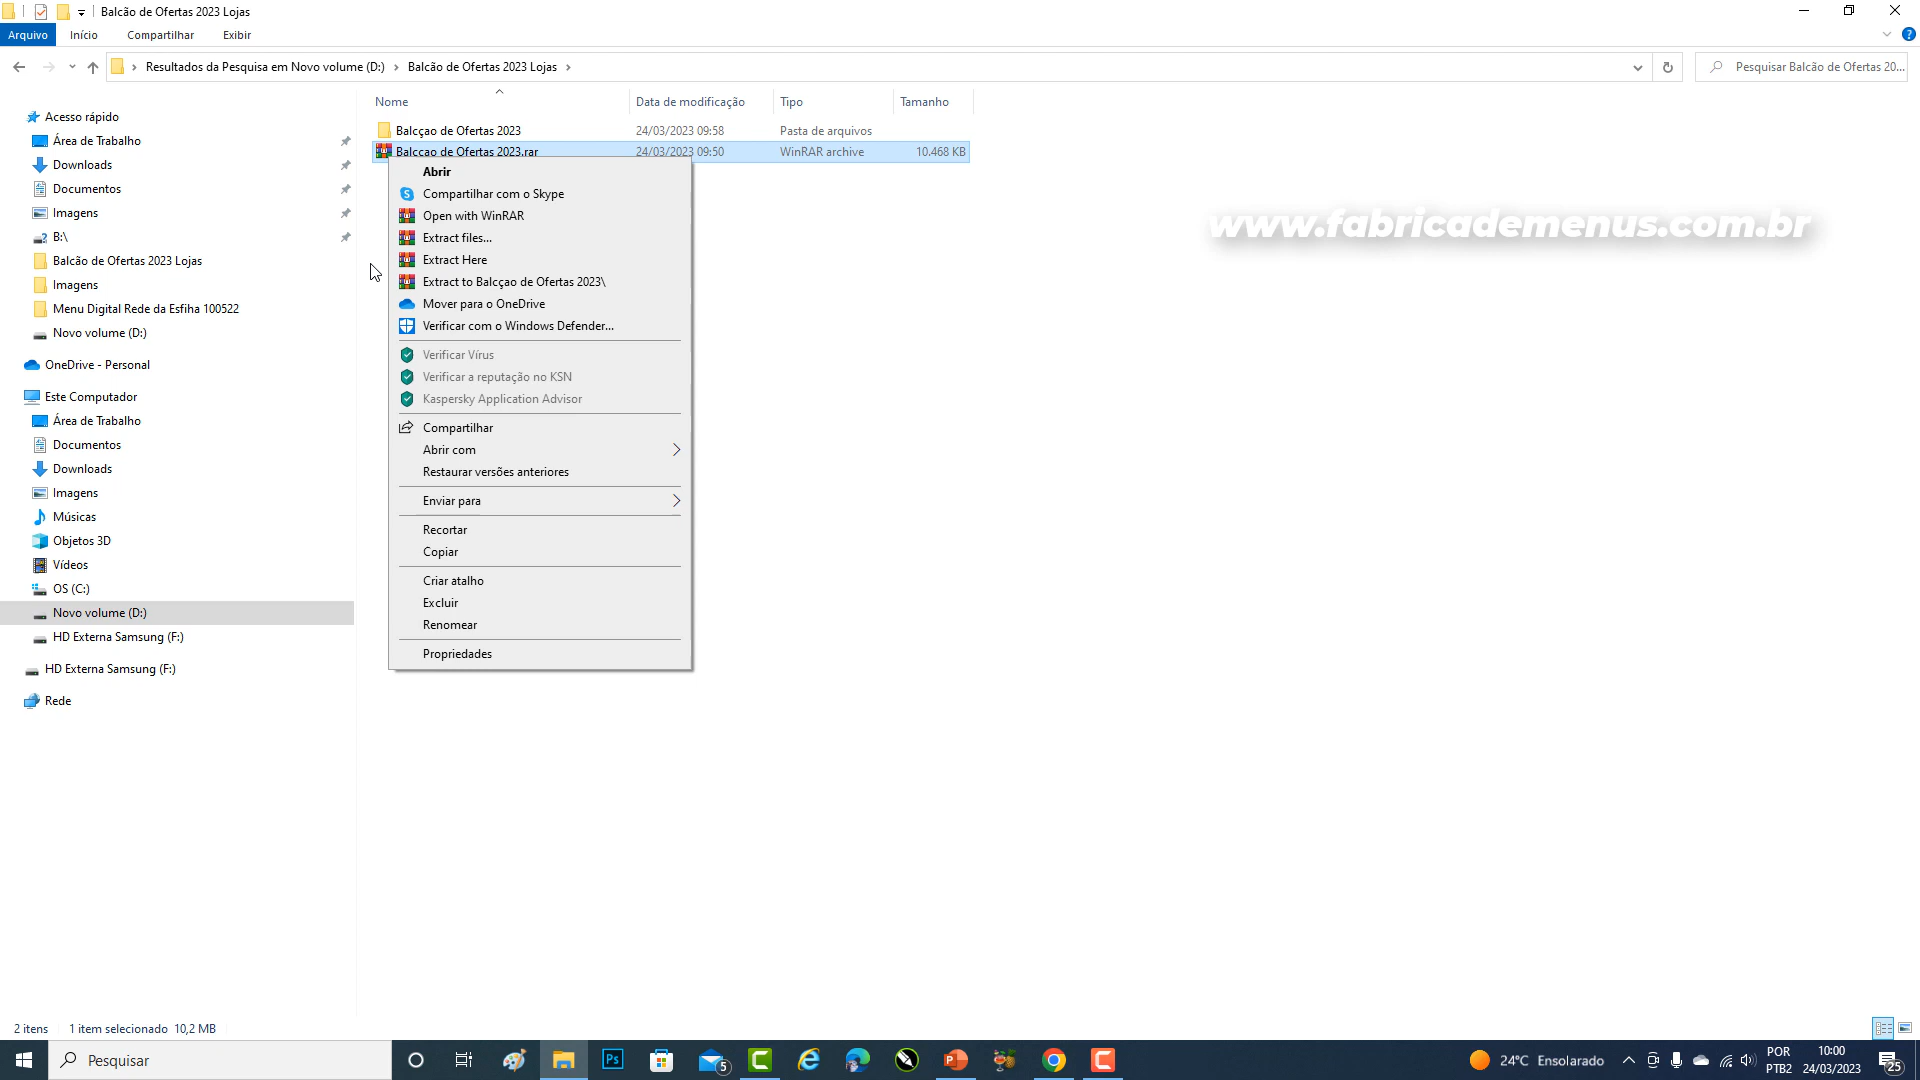 Balcão de Ofertas 2023 Lojas
Arquivo Início Compartilhar Exibir
Resultados da Pesquisa em Novo volume (D:) Balcão de Ofertas 2023 Lojas
Pesquisar Balcão de Ofertas 20...
Nome Data de modificação Tipo Tamanho
Balcçao de Ofertas 2023 24/03/2023 09:58 Pasta de arquivos
Balcçao de Ofertas 2023.rar 24/03/2023 09:50 WinRAR archive 10.468 KB
Acesso rápido
Área de Trabalho
Downloads
Documentos
Imagens
B:\
Balcão de Ofertas 2023 Lojas
Imagens
Menu Digital Rede da Esfiha 100522
Novo volume (D:)
OneDrive - Personal
Este Computador
Área de Trabalho
Documentos
Downloads
Imagens
Músicas
Objetos 3D
Vídeos
OS (C:)
Novo volume (D:)
HD Externa Samsung (F:)
HD Externa Samsung (F:)
Rede
Abrir
Compartilhar com o Skype
Open with WinRAR
Extract files...
Extract Here
Extract to Balcçao de Ofertas 2023\
Mover para o OneDrive
Verificar com o Windows Defender...
Verificar Vírus
Verificar a reputação no KSN
Kaspersky Application Advisor
Compartilhar
Abrir com
Restaurar versões anteriores
Enviar para
Recortar
Copiar
Criar atalho
Excluir
Renomear
Propriedades
www.fabricademenus.com.br
2 itens 1 item selecionado 10,2 MB
Pesquisar
Ps
5
24°C Ensolarado
POR
PTB2
10:00
24/03/2023
25